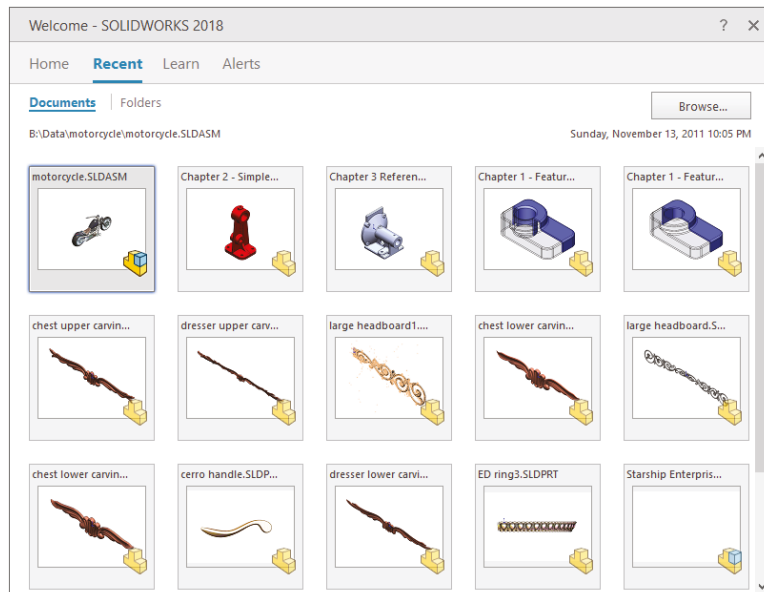 Welcome - SOLIDWORKS 2018
?
Home Recent Learn Alerts
Documents Folders
Browse...
B:\Data\motorcycle\motorcycle.SLDASM Sunday, November 13, 2011 10:05 PM
motorcycle.SLDASM Chapter 2 - Simple... Chapter 3 Referen... Chapter 1 - Featur... Chapter 1 - Featur...
chest upper carvin... dresser upper carv... large headboard1.... chest lower carvin... large headboard.S...
chest lower carvin... cerro handle.SLDP... dresser lower carvi... ED ring3.SLDPRT Starship Enterpris...